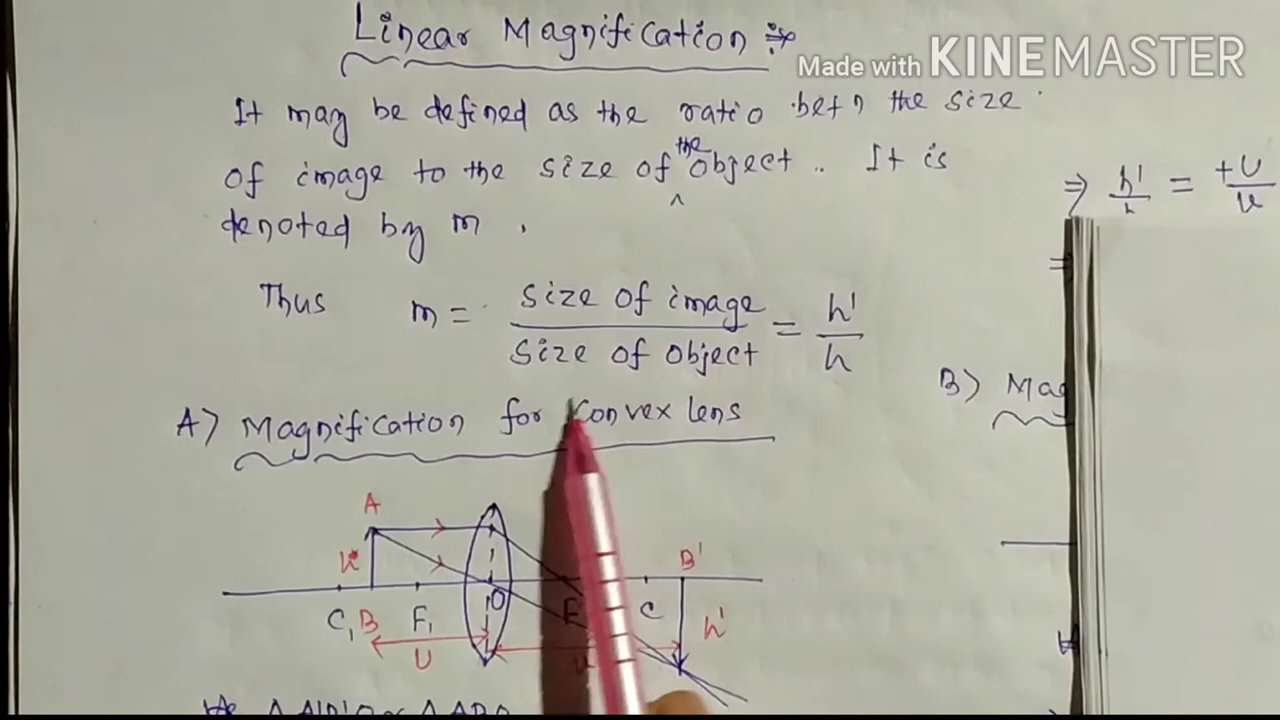 Linear Magnification :-
Made with KINEMASTER
It may be defined as the ratio betn the size
of image to the size of the object .. It is
denoted by m .
Thus m = size of image / size of object = h' / h
⇒ h' / h = +v / u
A) Magnification for convex lens
B) Mag
A
h
B'
C1 B F1 O F C h'
U